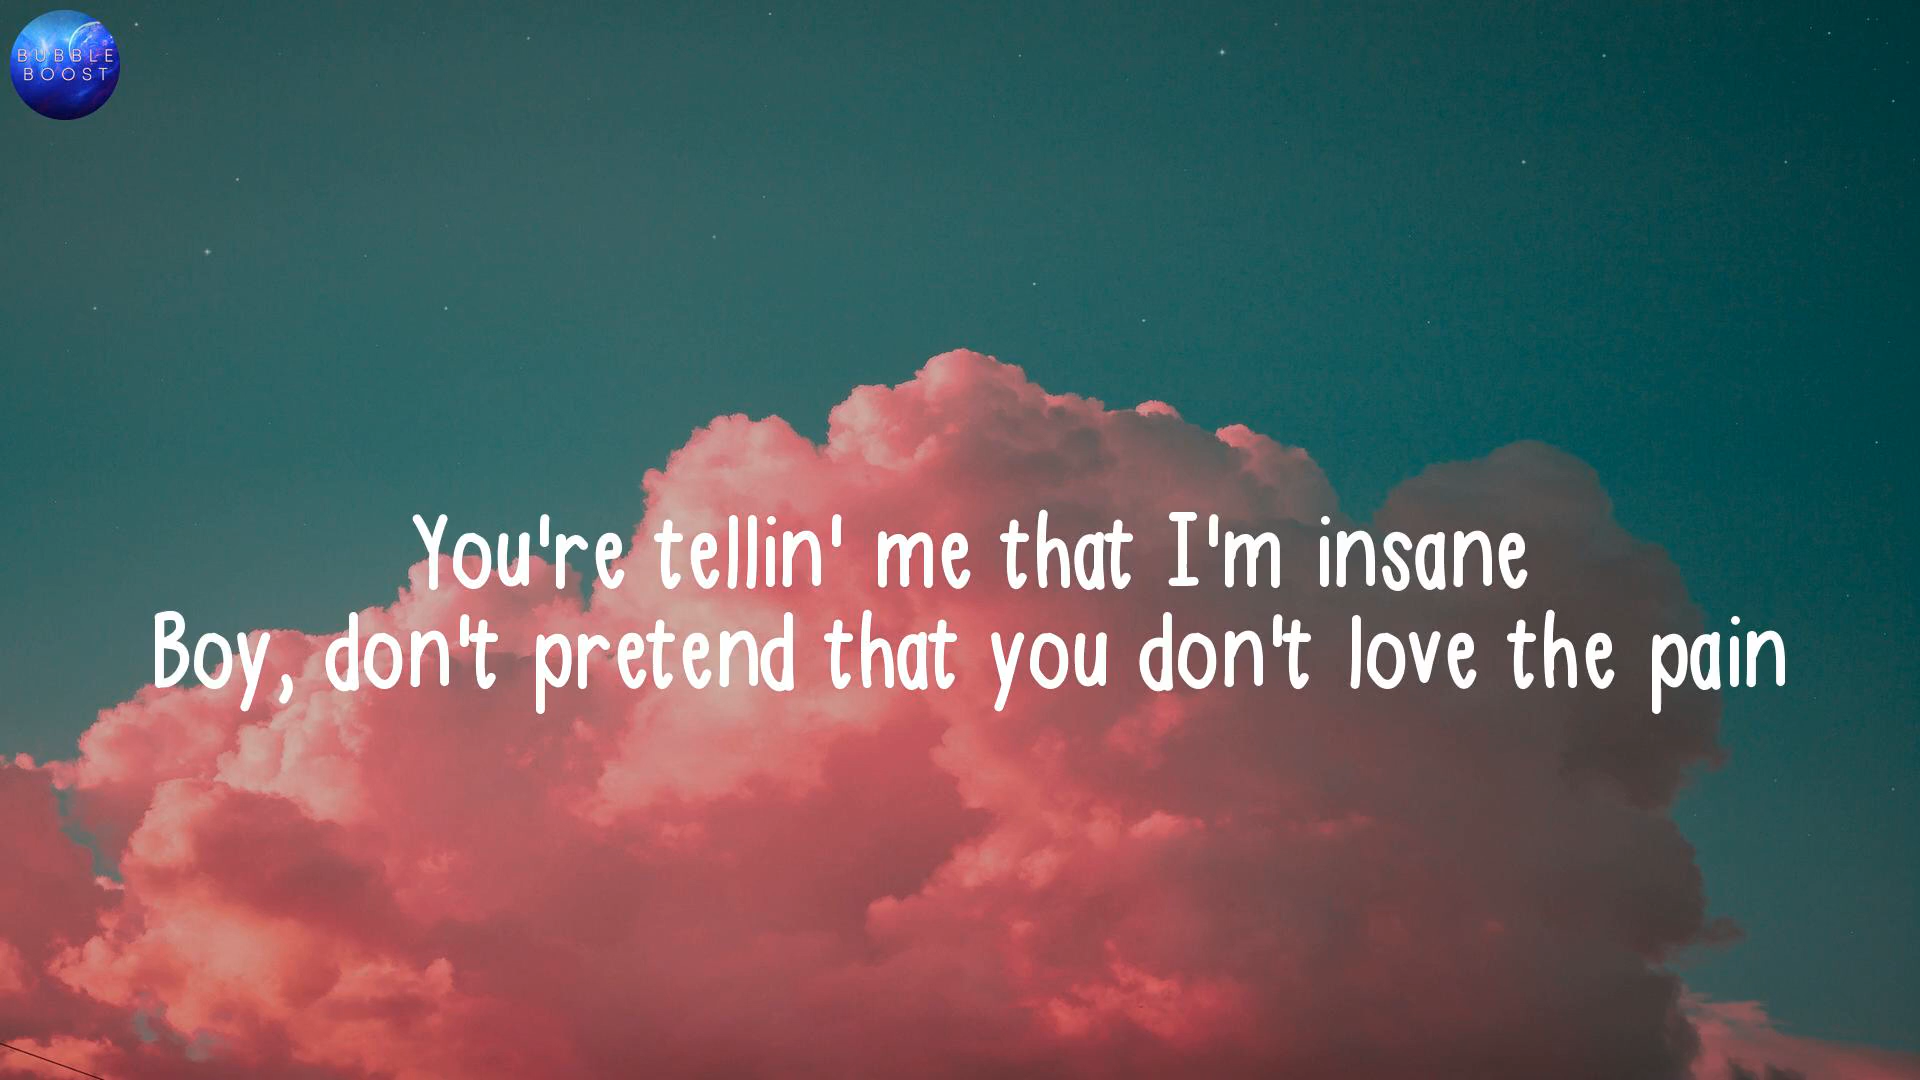 BUBBLE
BOOST
You're tellin' me that I'm insane
Boy, don't pretend that you don't love the pain